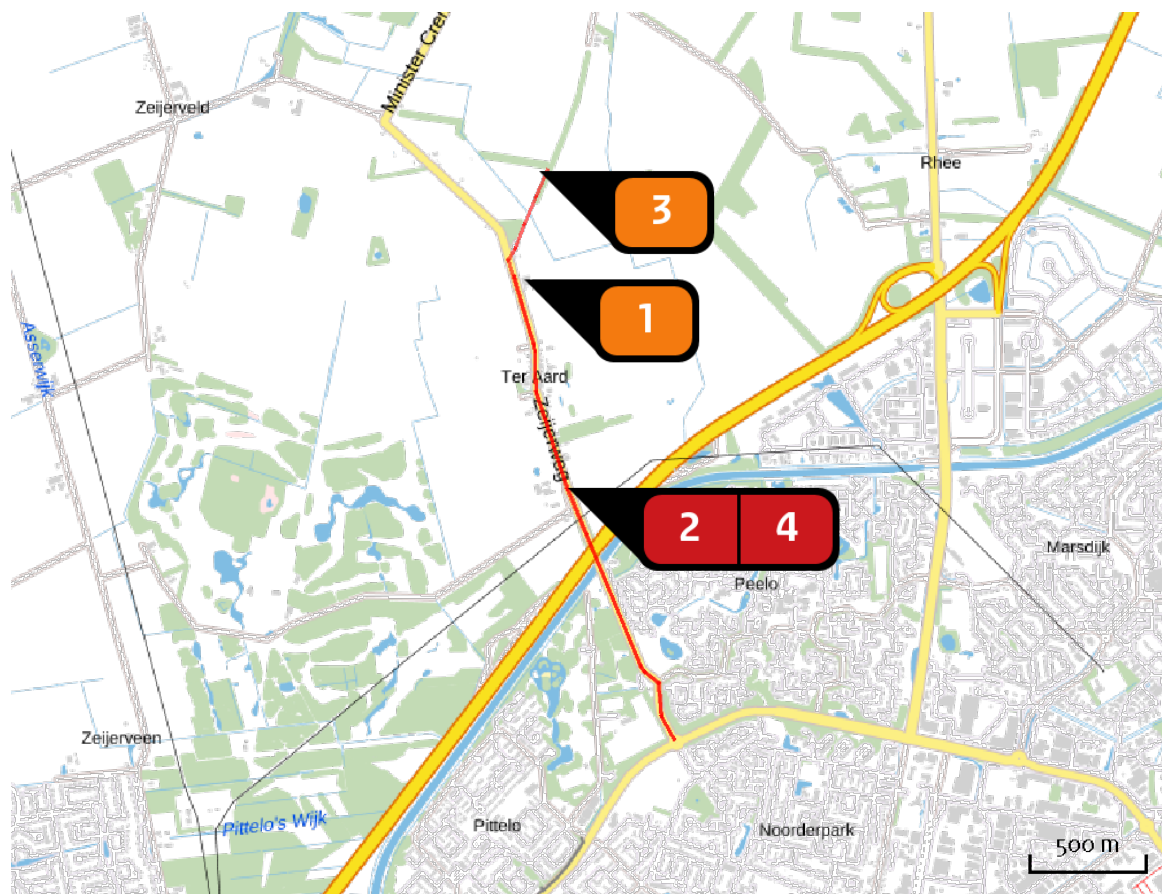 Minister Crem
Zeijerveld
Rhee
3
1
Asserwijk
Ter Aard
Zeijerweg
2 4
Marsdijk
Peelo
Zeijerveen
Pittelo's Wijk
Pittelo
Noorderpark
500 m